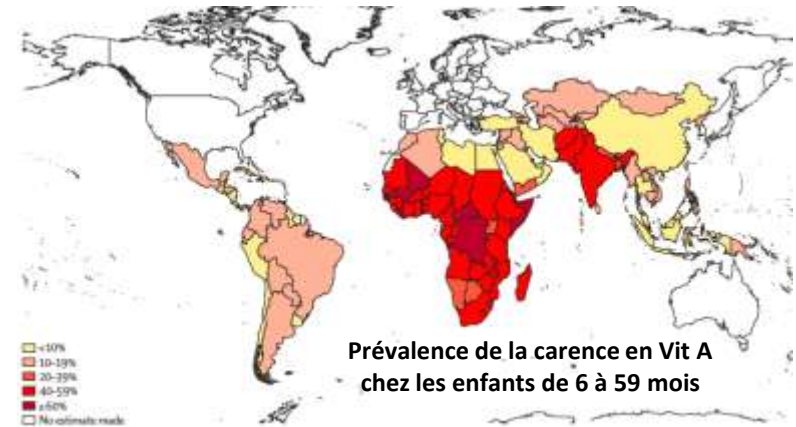 <10%
10–19%
20–39%
40–59%
≥60%
No estimate made
Prévalence de la carence en Vit A
chez les enfants de 6 à 59 mois